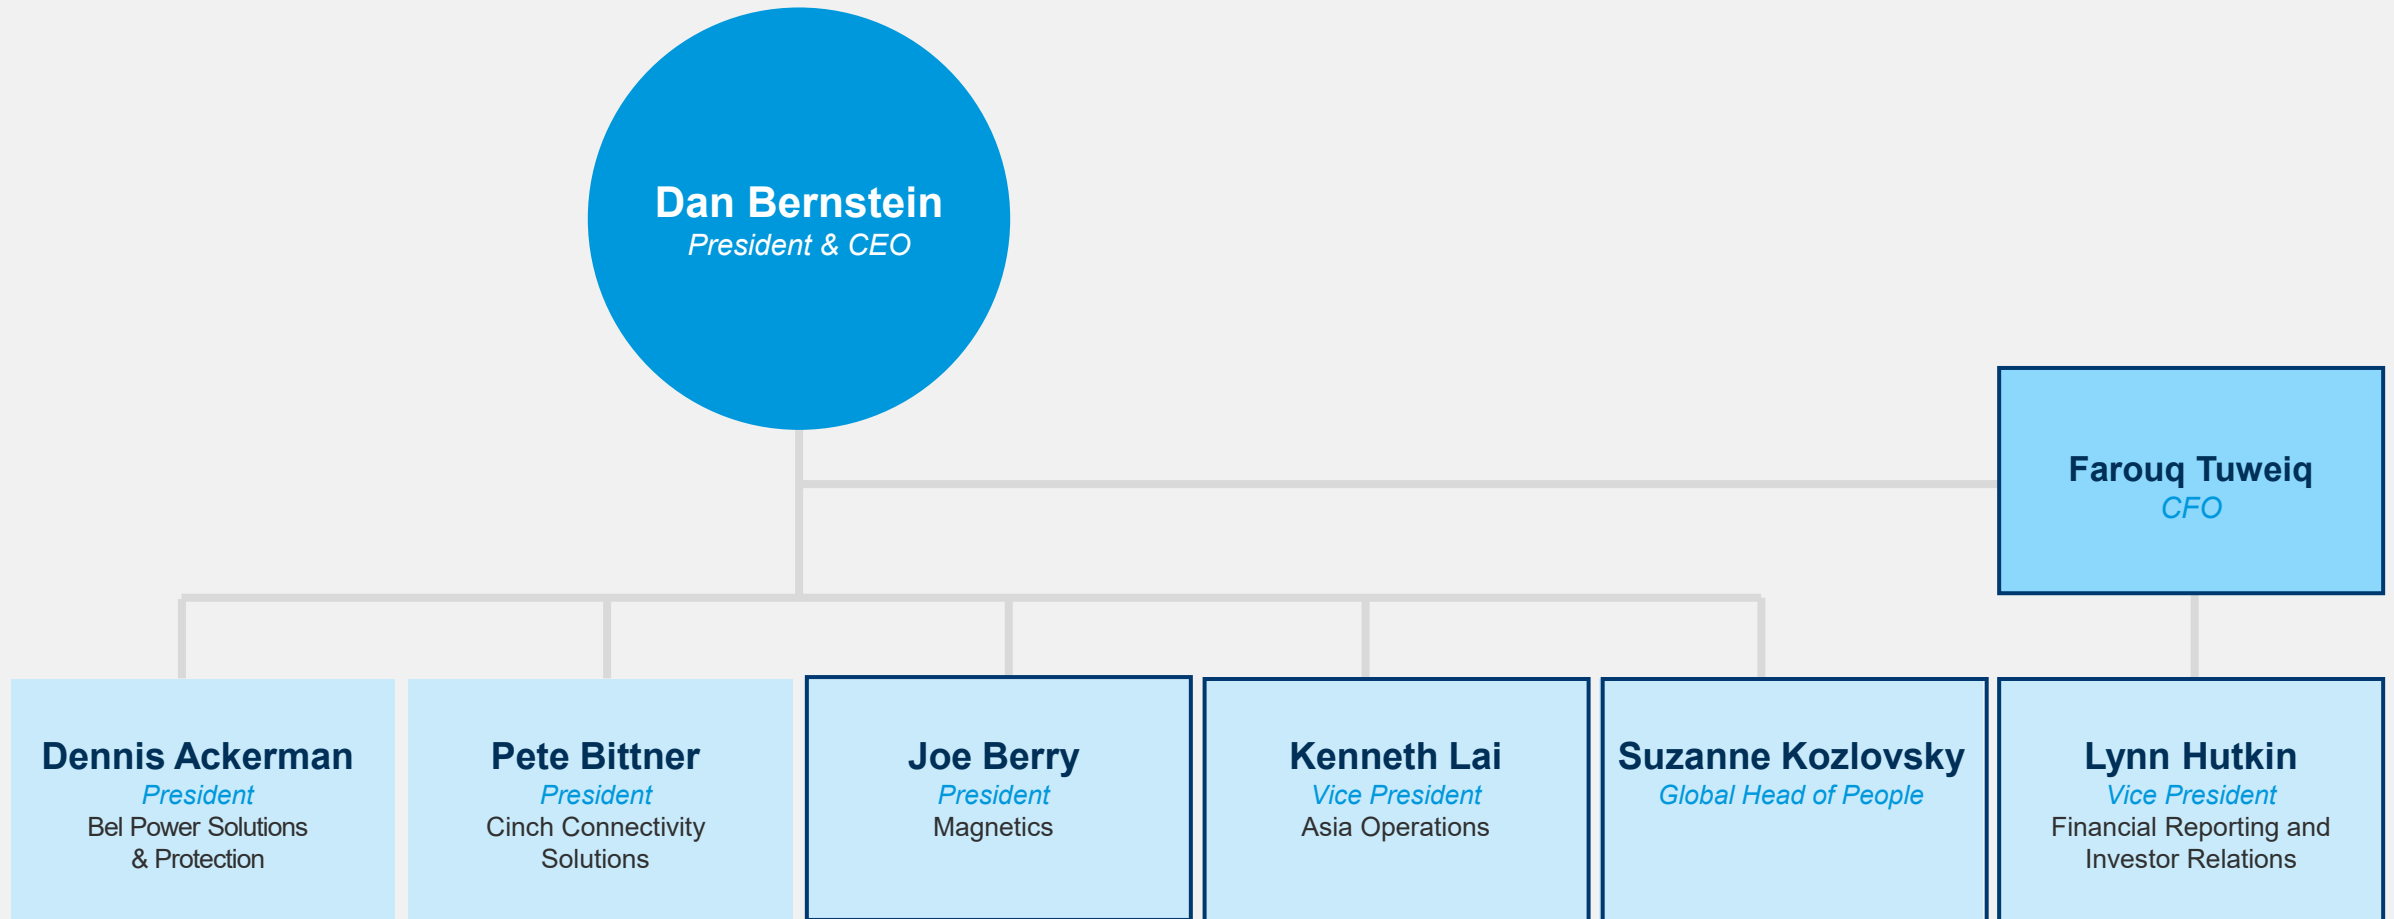 Dan Bernstein
President & CEO
Farouq Tuweiq
CFO
Dennis Ackerman
President
Bel Power Solutions
& Protection
Pete Bittner
President
Cinch Connectivity
Solutions
Joe Berry
President
Magnetics
Kenneth Lai
Vice President
Asia Operations
Suzanne Kozlovsky
Global Head of People
Lynn Hutkin
Vice President
Financial Reporting and
Investor Relations